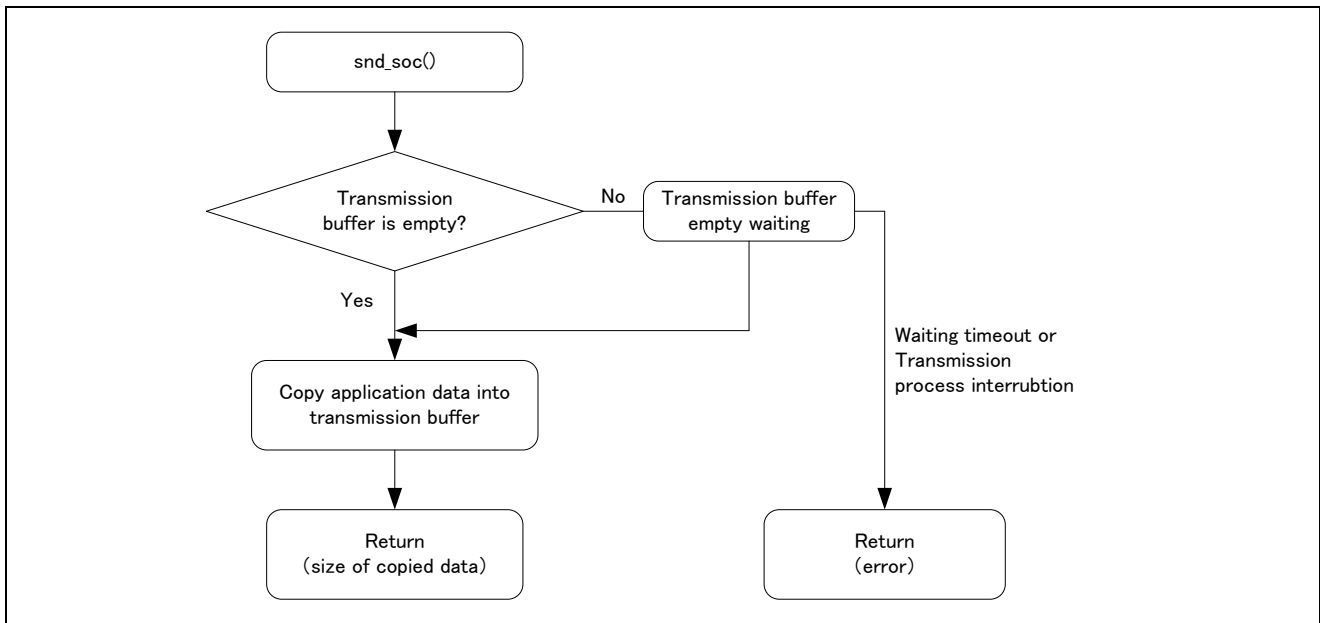 snd_soc()
Transmission
buffer is empty?
No
Transmission buffer
empty waiting
Yes
Waiting timeout or
Transmission
process interrubtion
Copy application data into
transmission buffer
Return
(size of copied data)
Return
(error)